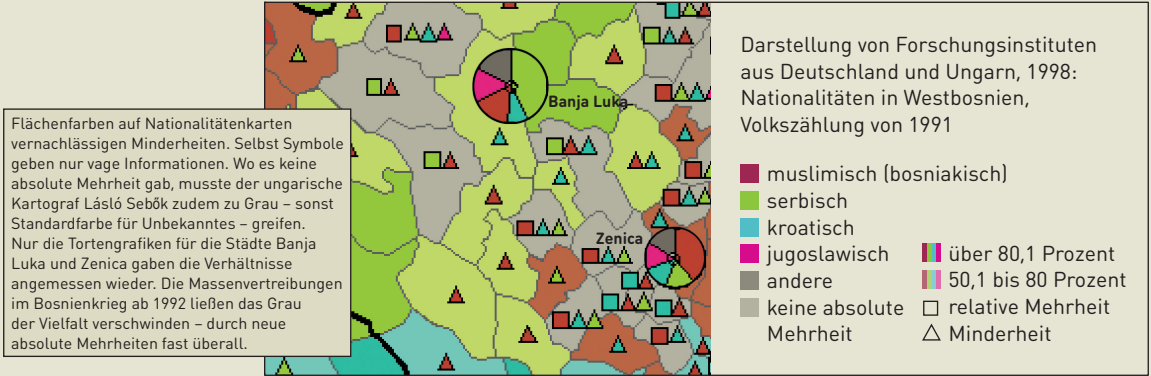 Flächenfarben auf Nationalitätenkarten
vernachlässigen Minderheiten. Selbst Symbole
geben nur vage Informationen. Wo es keine
absolute Mehrheit gab, musste der ungarische
Kartograf Lásló Sebők zudem zu Grau – sonst
Standardfarbe für Unbekanntes – greifen.
Nur die Tortengrafiken für die Städte Banja
Luka und Zenica gaben die Verhältnisse
angemessen wieder. Die Massenvertreibungen
im Bosnienkrieg ab 1992 ließen das Grau
der Vielfalt verschwinden – durch neue
absolute Mehrheiten fast überall.
Banja Luka
Zenica
Darstellung von Forschungsinstituten
aus Deutschland und Ungarn, 1998:
Nationalitäten in Westbosnien,
Volkszählung von 1991
muslimisch (bosniakisch)
serbisch
kroatisch
jugoslawisch
andere
keine absolute
Mehrheit
über 80,1 Prozent
50,1 bis 80 Prozent
relative Mehrheit
Minderheit